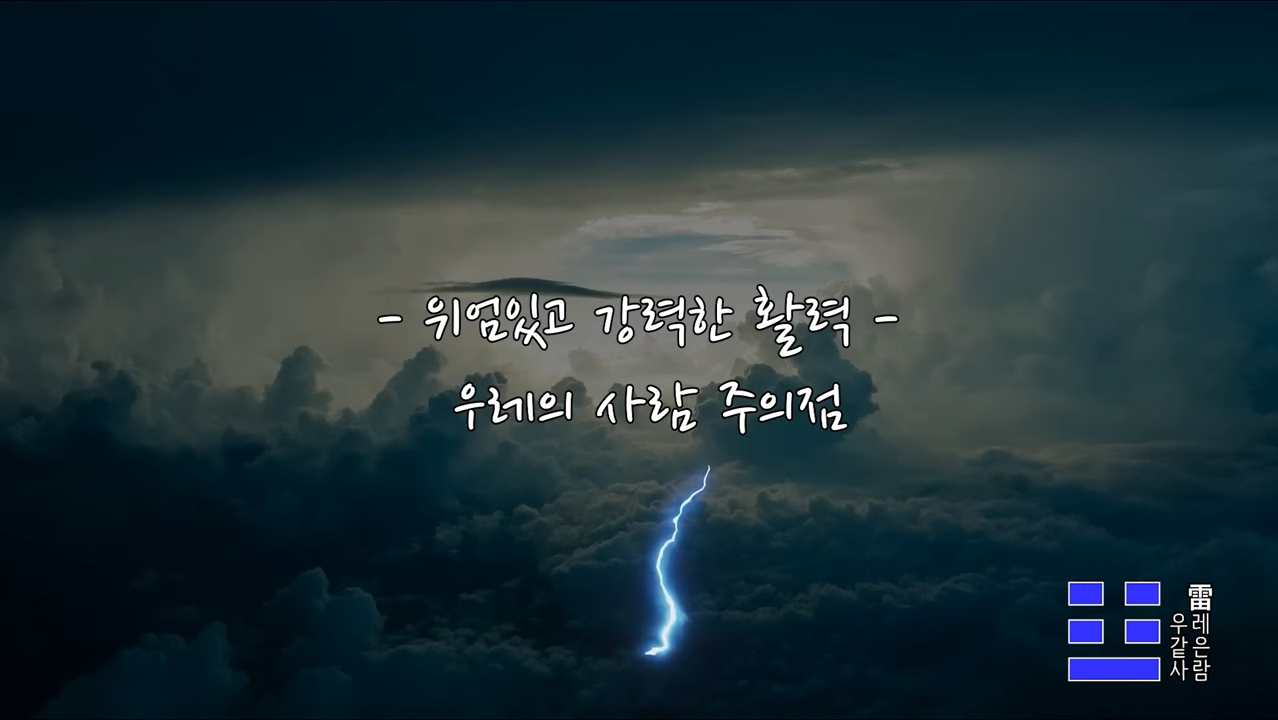 - 위엄있고 강력한 활력 -
우레의 사람 주의점
雷
우레
같은
사람